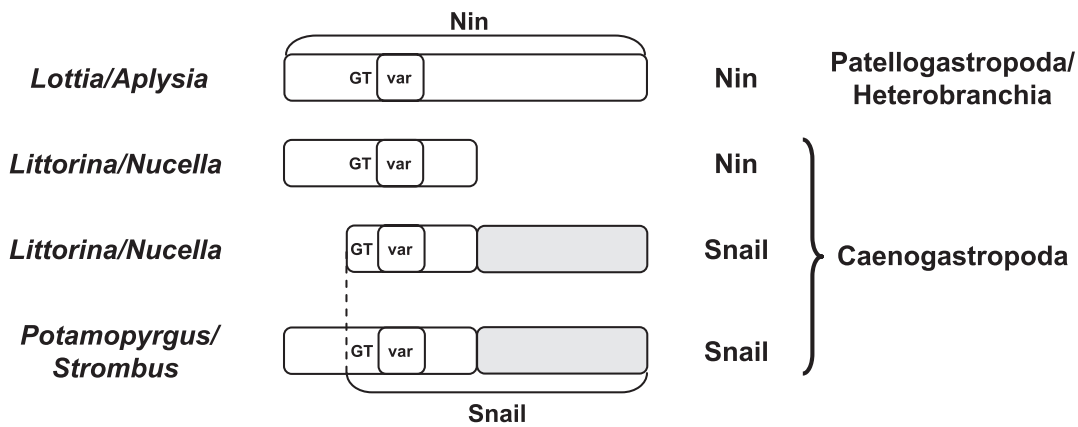 Nin
Lottia/Aplysia
GT var
Nin
Patellogastropoda/
Heterobranchia
Littorina/Nucella
GT var
Nin
Littorina/Nucella
GT var
Snail
Caenogastropoda
Potamopyrgus/
Strombus
GT var
Snail
Snail